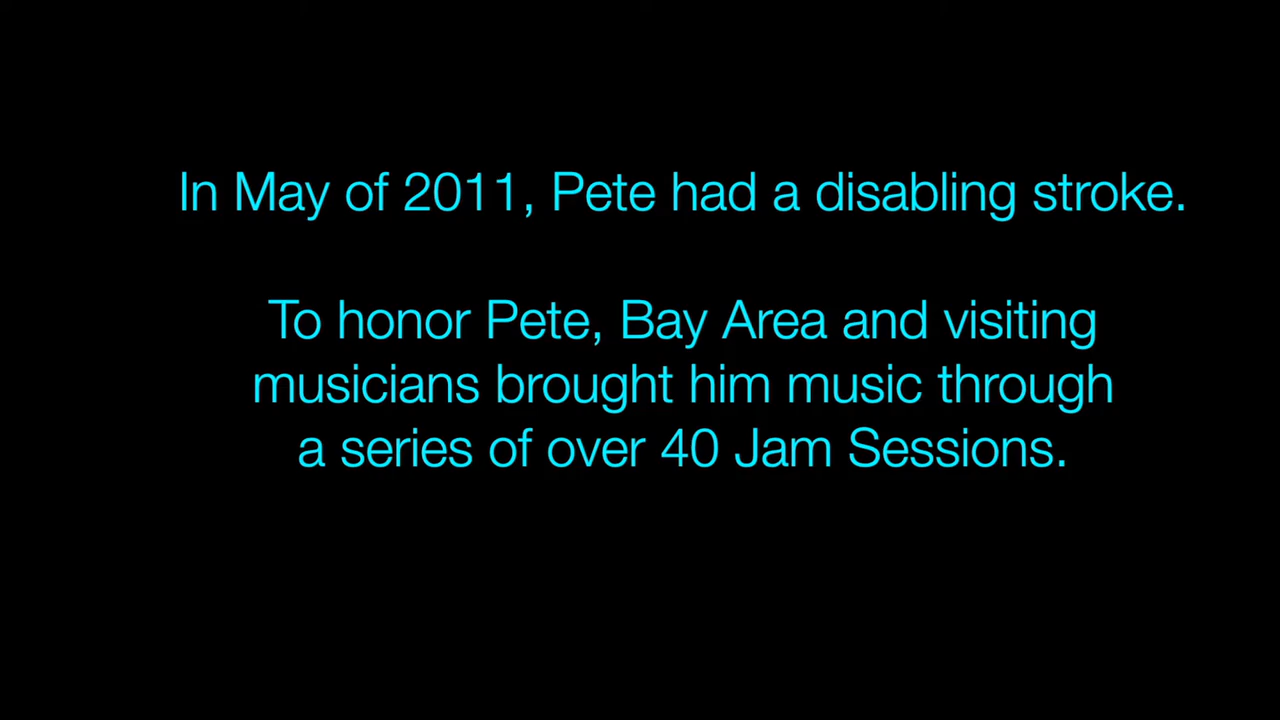 In May of 2011, Pete had a disabling stroke.
To honor Pete, Bay Area and visiting
musicians brought him music through
a series of over 40 Jam Sessions.